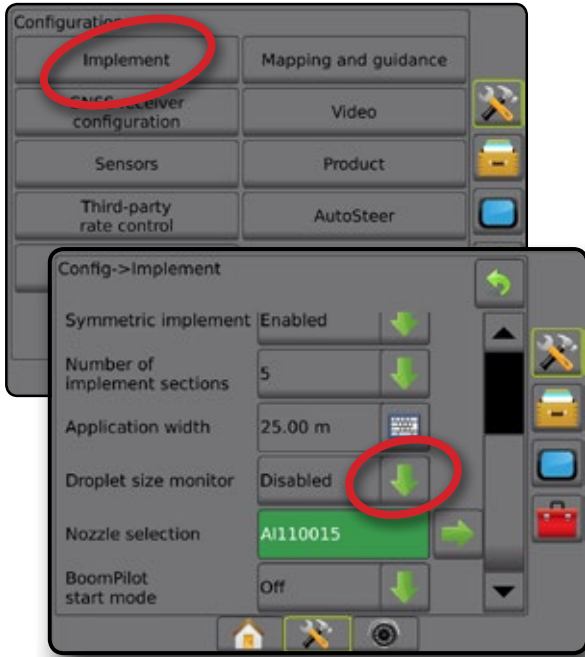 Configuration
Implement
Mapping and guidance
GNSS receiver
configuration
Video
Sensors
Product
Third-party
rate control
AutoSteer
Config->Implement
Symmetric implement
Enabled
Number of
implement sections
5
Application width
25.00 m
Droplet size monitor
Disabled
Nozzle selection
AI110015
BoomPilot
start mode
Off